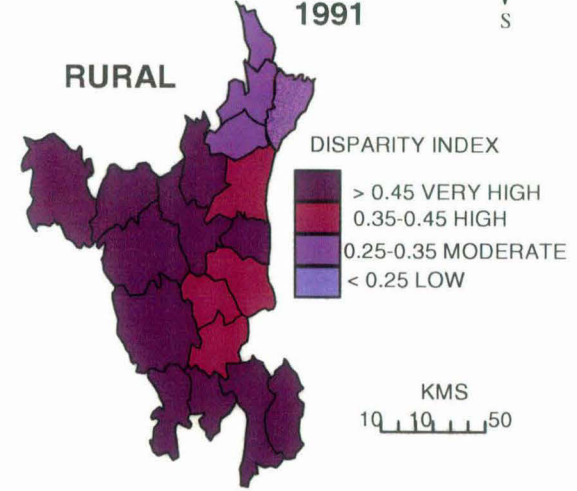 1991
S
RURAL
DISPARITY INDEX
> 0.45 VERY HIGH
0.35-0.45 HIGH
0.25-0.35 MODERATE
< 0.25 LOW
KMS
10 10 50